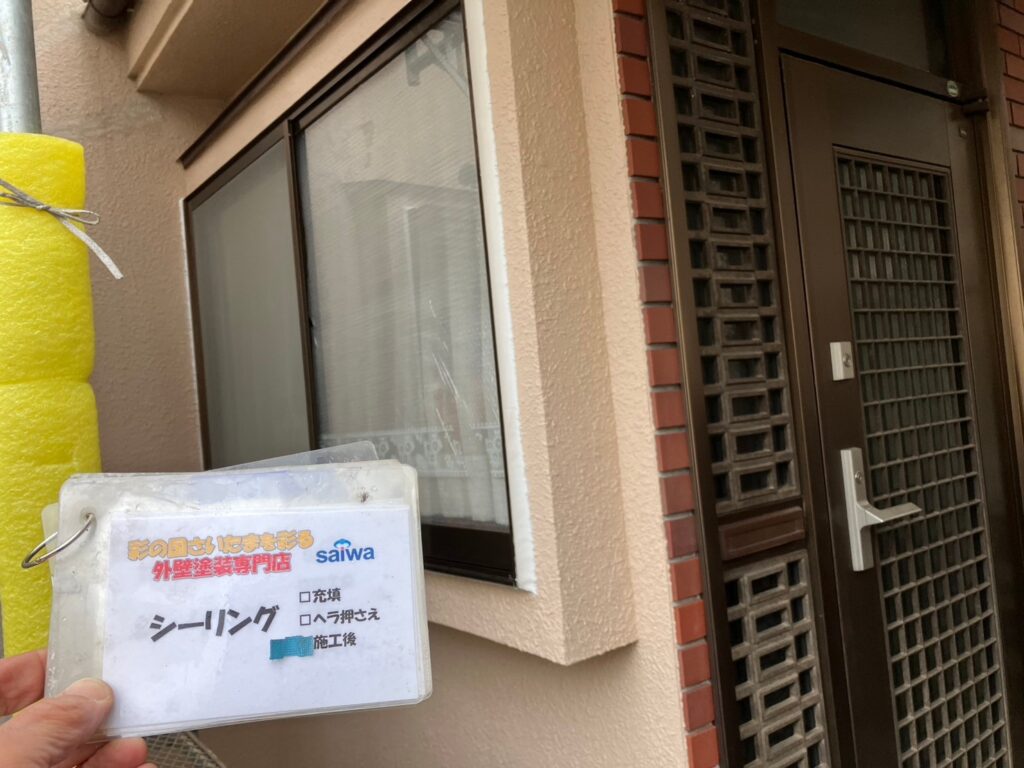 彩の国さいたまを彩る
外壁塗装専門店
saiwa
シーリング
□充填
□ヘラ押さえ
施工後